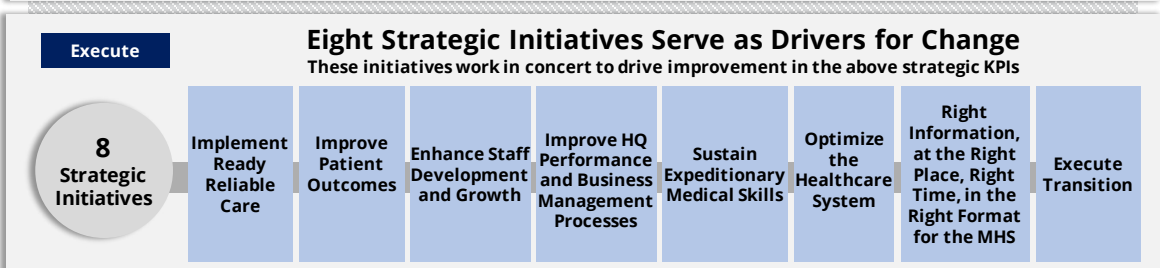 Execute
Eight Strategic Initiatives Serve as Drivers for Change
These initiatives work in concert to drive improvement in the above strategic KPIs
8
Strategic
Initiatives
Implement
Ready
Reliable
Care
Improve
Patient
Outcomes
Enhance Staff
Development
and Growth
Improve HQ
Performance
and Business
Management
Processes
Sustain
Expeditionary
Medical Skills
Optimize
the
Healthcare
System
Right
Information,
at the Right
Place, Right
Time, in the
Right Format
for the MHS
Execute
Transition